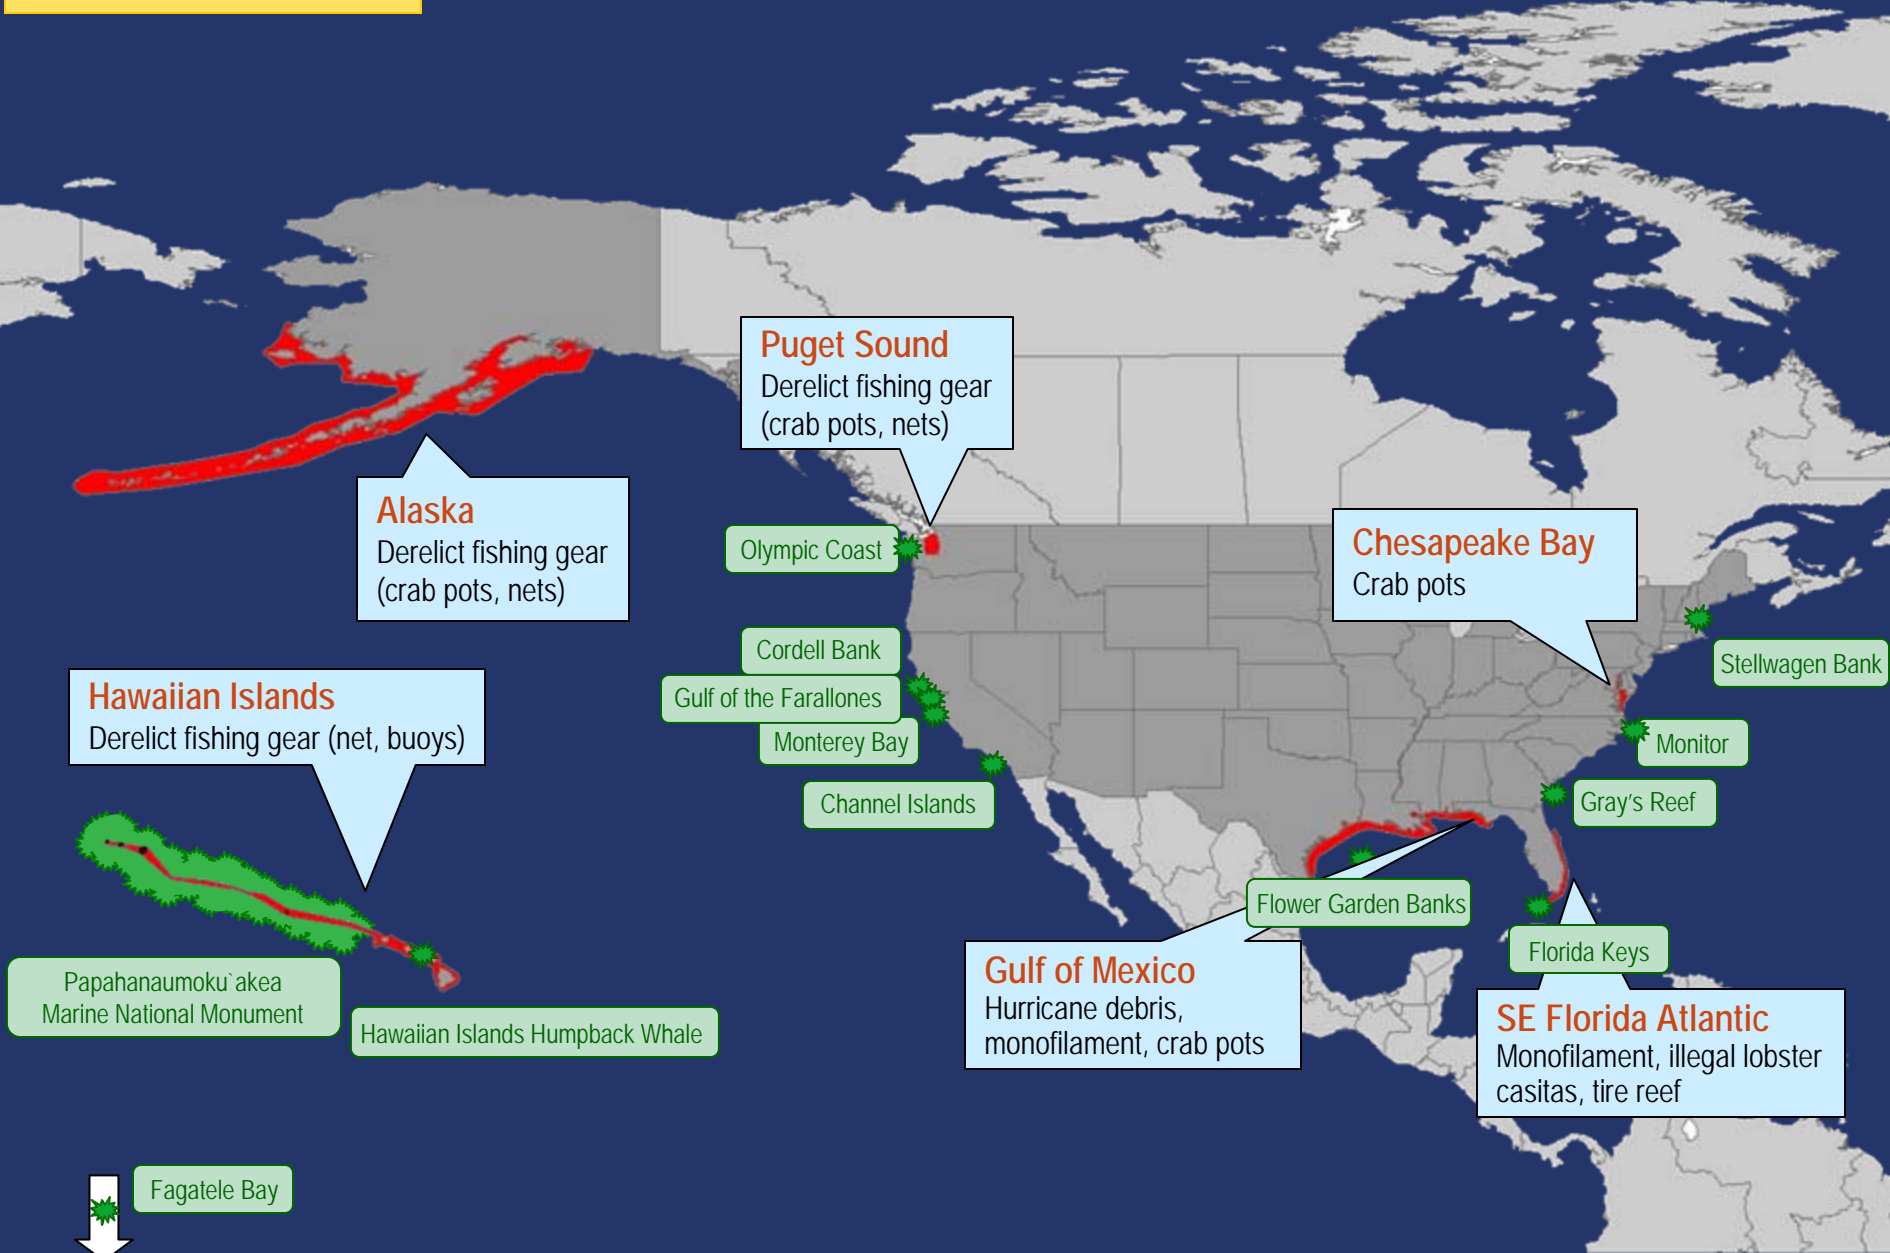 Puget Sound
Derelict fishing gear
(crab pots, nets)
Alaska
Derelict fishing gear
(crab pots, nets)
Olympic Coast
Chesapeake Bay
Crab pots
Cordell Bank
Gulf of the Farallones
Monterey Bay
Channel Islands
Stellwagen Bank
Monitor
Gray's Reef
Hawaiian Islands
Derelict fishing gear (net, buoys)
Flower Garden Banks
Florida Keys
Papahanaumoku`akea
Marine National Monument
Hawaiian Islands Humpback Whale
Gulf of Mexico
Hurricane debris,
monofilament, crab pots
SE Florida Atlantic
Monofilament, illegal lobster
casitas, tire reef
Fagatele Bay